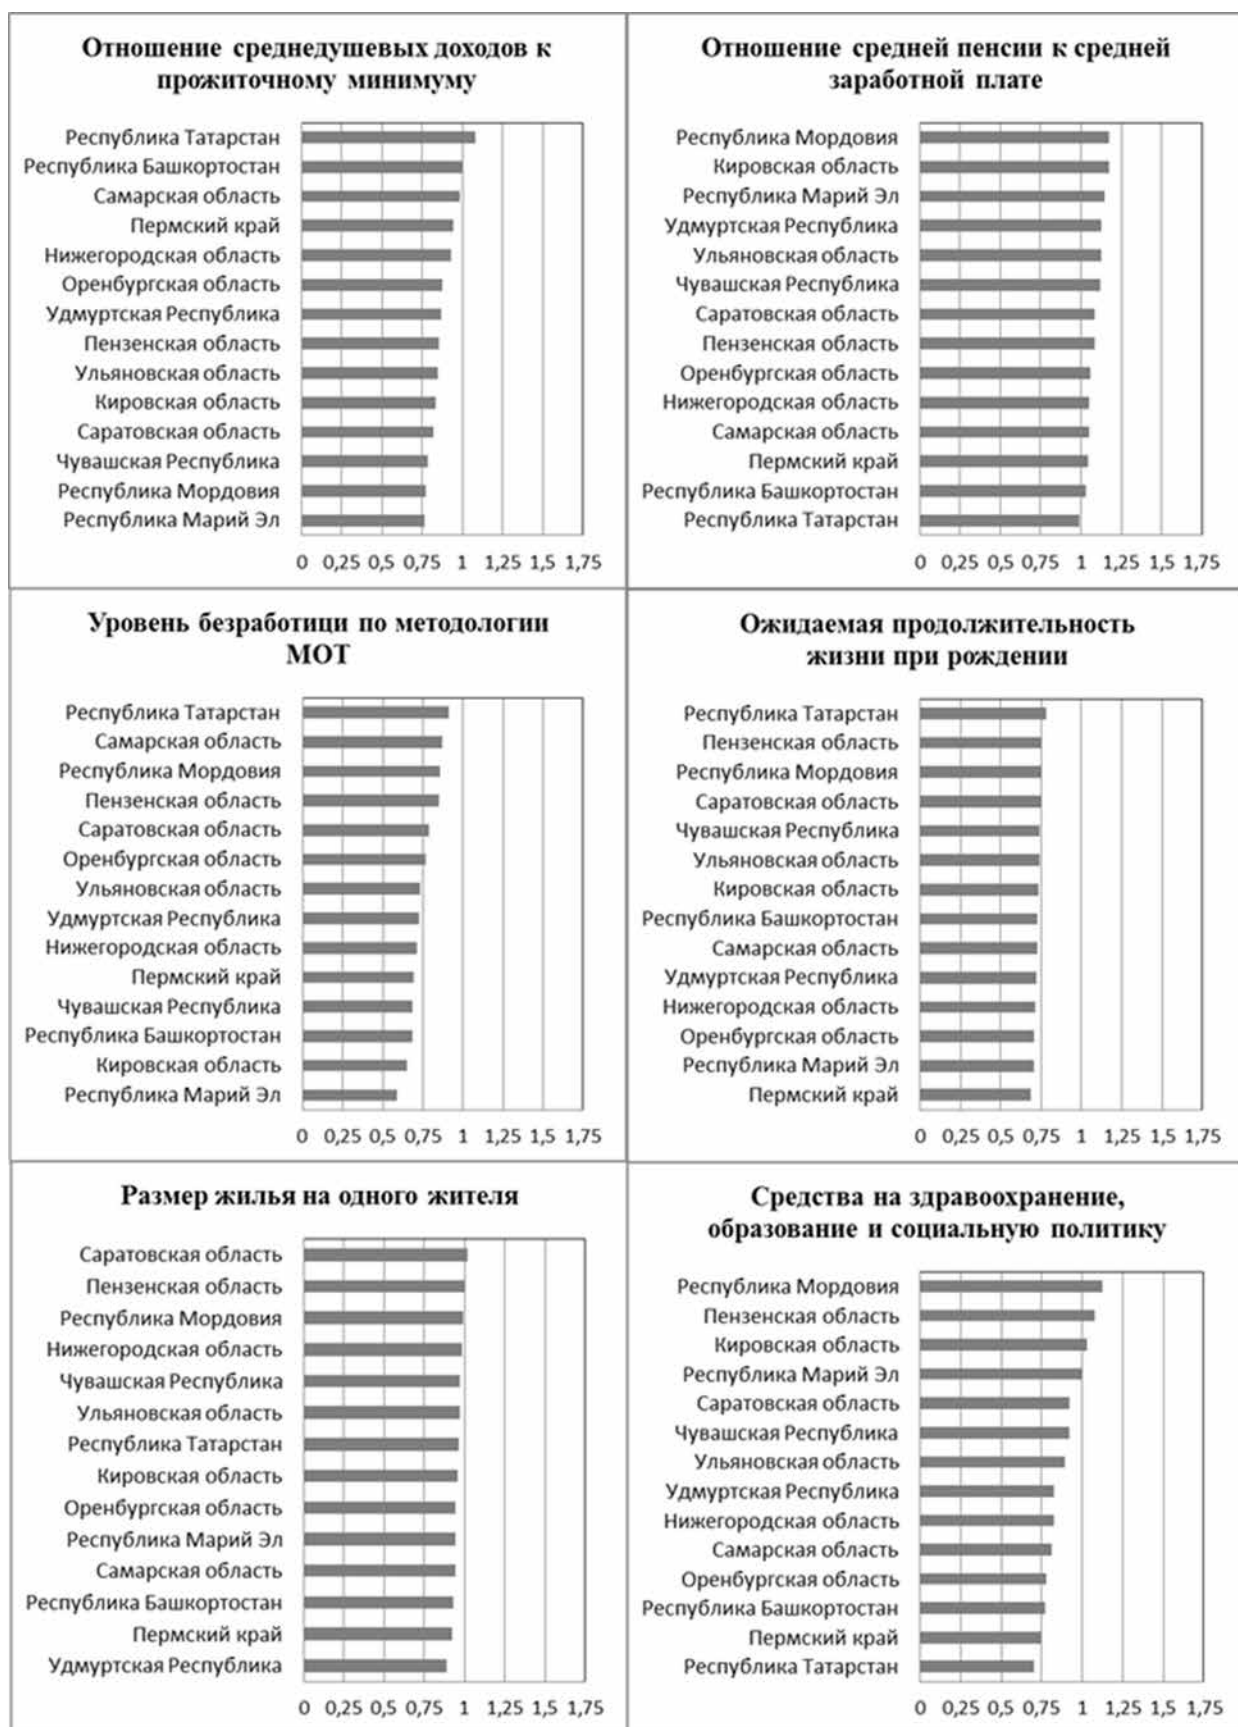 Отношение среднедушевых доходов к
прожиточному минимуму
Республика Татарстан
Республика Башкортостан
Самарская область
Пермский край
Нижегородская область
Оренбургская область
Удмуртская Республика
Пензенская область
Ульяновская область
Кировская область
Саратовская область
Чувашская Республика
Республика Мордовия
Республика Марий Эл
0 0,25 0,5 0,75 1 1,25 1,5 1,75
Отношение средней пенсии к средней
заработной плате
Республика Мордовия
Кировская область
Республика Марий Эл
Удмуртская Республика
Ульяновская область
Чувашская Республика
Саратовская область
Пензенская область
Оренбургская область
Нижегородская область
Самарская область
Пермский край
Республика Башкортостан
Республика Татарстан
0 0,25 0,5 0,75 1 1,25 1,5 1,75
Уровень безработици по методологии
МОТ
Республика Татарстан
Самарская область
Республика Мордовия
Пензенская область
Саратовская область
Оренбургская область
Ульяновская область
Удмуртская Республика
Нижегородская область
Пермский край
Чувашская Республика
Республика Башкортостан
Кировская область
Республика Марий Эл
0 0,25 0,5 0,75 1 1,25 1,5 1,75
Ожидаемая продолжительность
жизни при рождении
Республика Татарстан
Пензенская область
Республика Мордовия
Саратовская область
Чувашская Республика
Ульяновская область
Кировская область
Республика Башкортостан
Самарская область
Удмуртская Республика
Нижегородская область
Оренбургская область
Республика Марий Эл
Пермский край
0 0,25 0,5 0,75 1 1,25 1,5 1,75
Размер жилья на одного жителя
Саратовская область
Пензенская область
Республика Мордовия
Нижегородская область
Чувашская Республика
Ульяновская область
Республика Татарстан
Кировская область
Оренбургская область
Республика Марий Эл
Самарская область
Республика Башкортостан
Пермский край
Удмуртская Республика
0 0,25 0,5 0,75 1 1,25 1,5 1,75
Средства на здравоохранение,
образование и социальную политику
Республика Мордовия
Пензенская область
Кировская область
Республика Марий Эл
Саратовская область
Чувашская Республика
Ульяновская область
Удмуртская Республика
Нижегородская область
Самарская область
Оренбургская область
Республика Башкортостан
Пермский край
Республика Татарстан
0 0,25 0,5 0,75 1 1,25 1,5 1,75